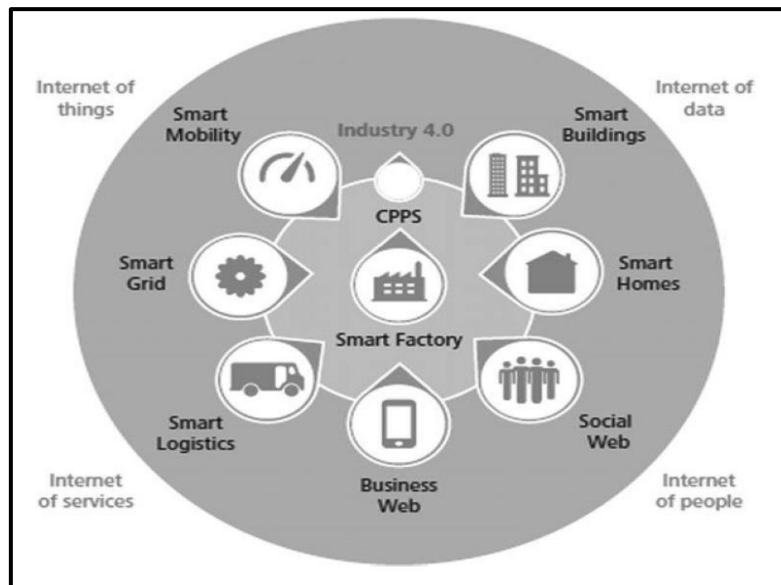 Internet of
things
Internet of
data
Smart
Mobility
Industry 4.0
Smart
Buildings
CPPS
Smart
Grid
Smart
Homes
Smart Factory
Smart
Logistics
Social
Web
Business
Web
Internet
of services
Internet
of people